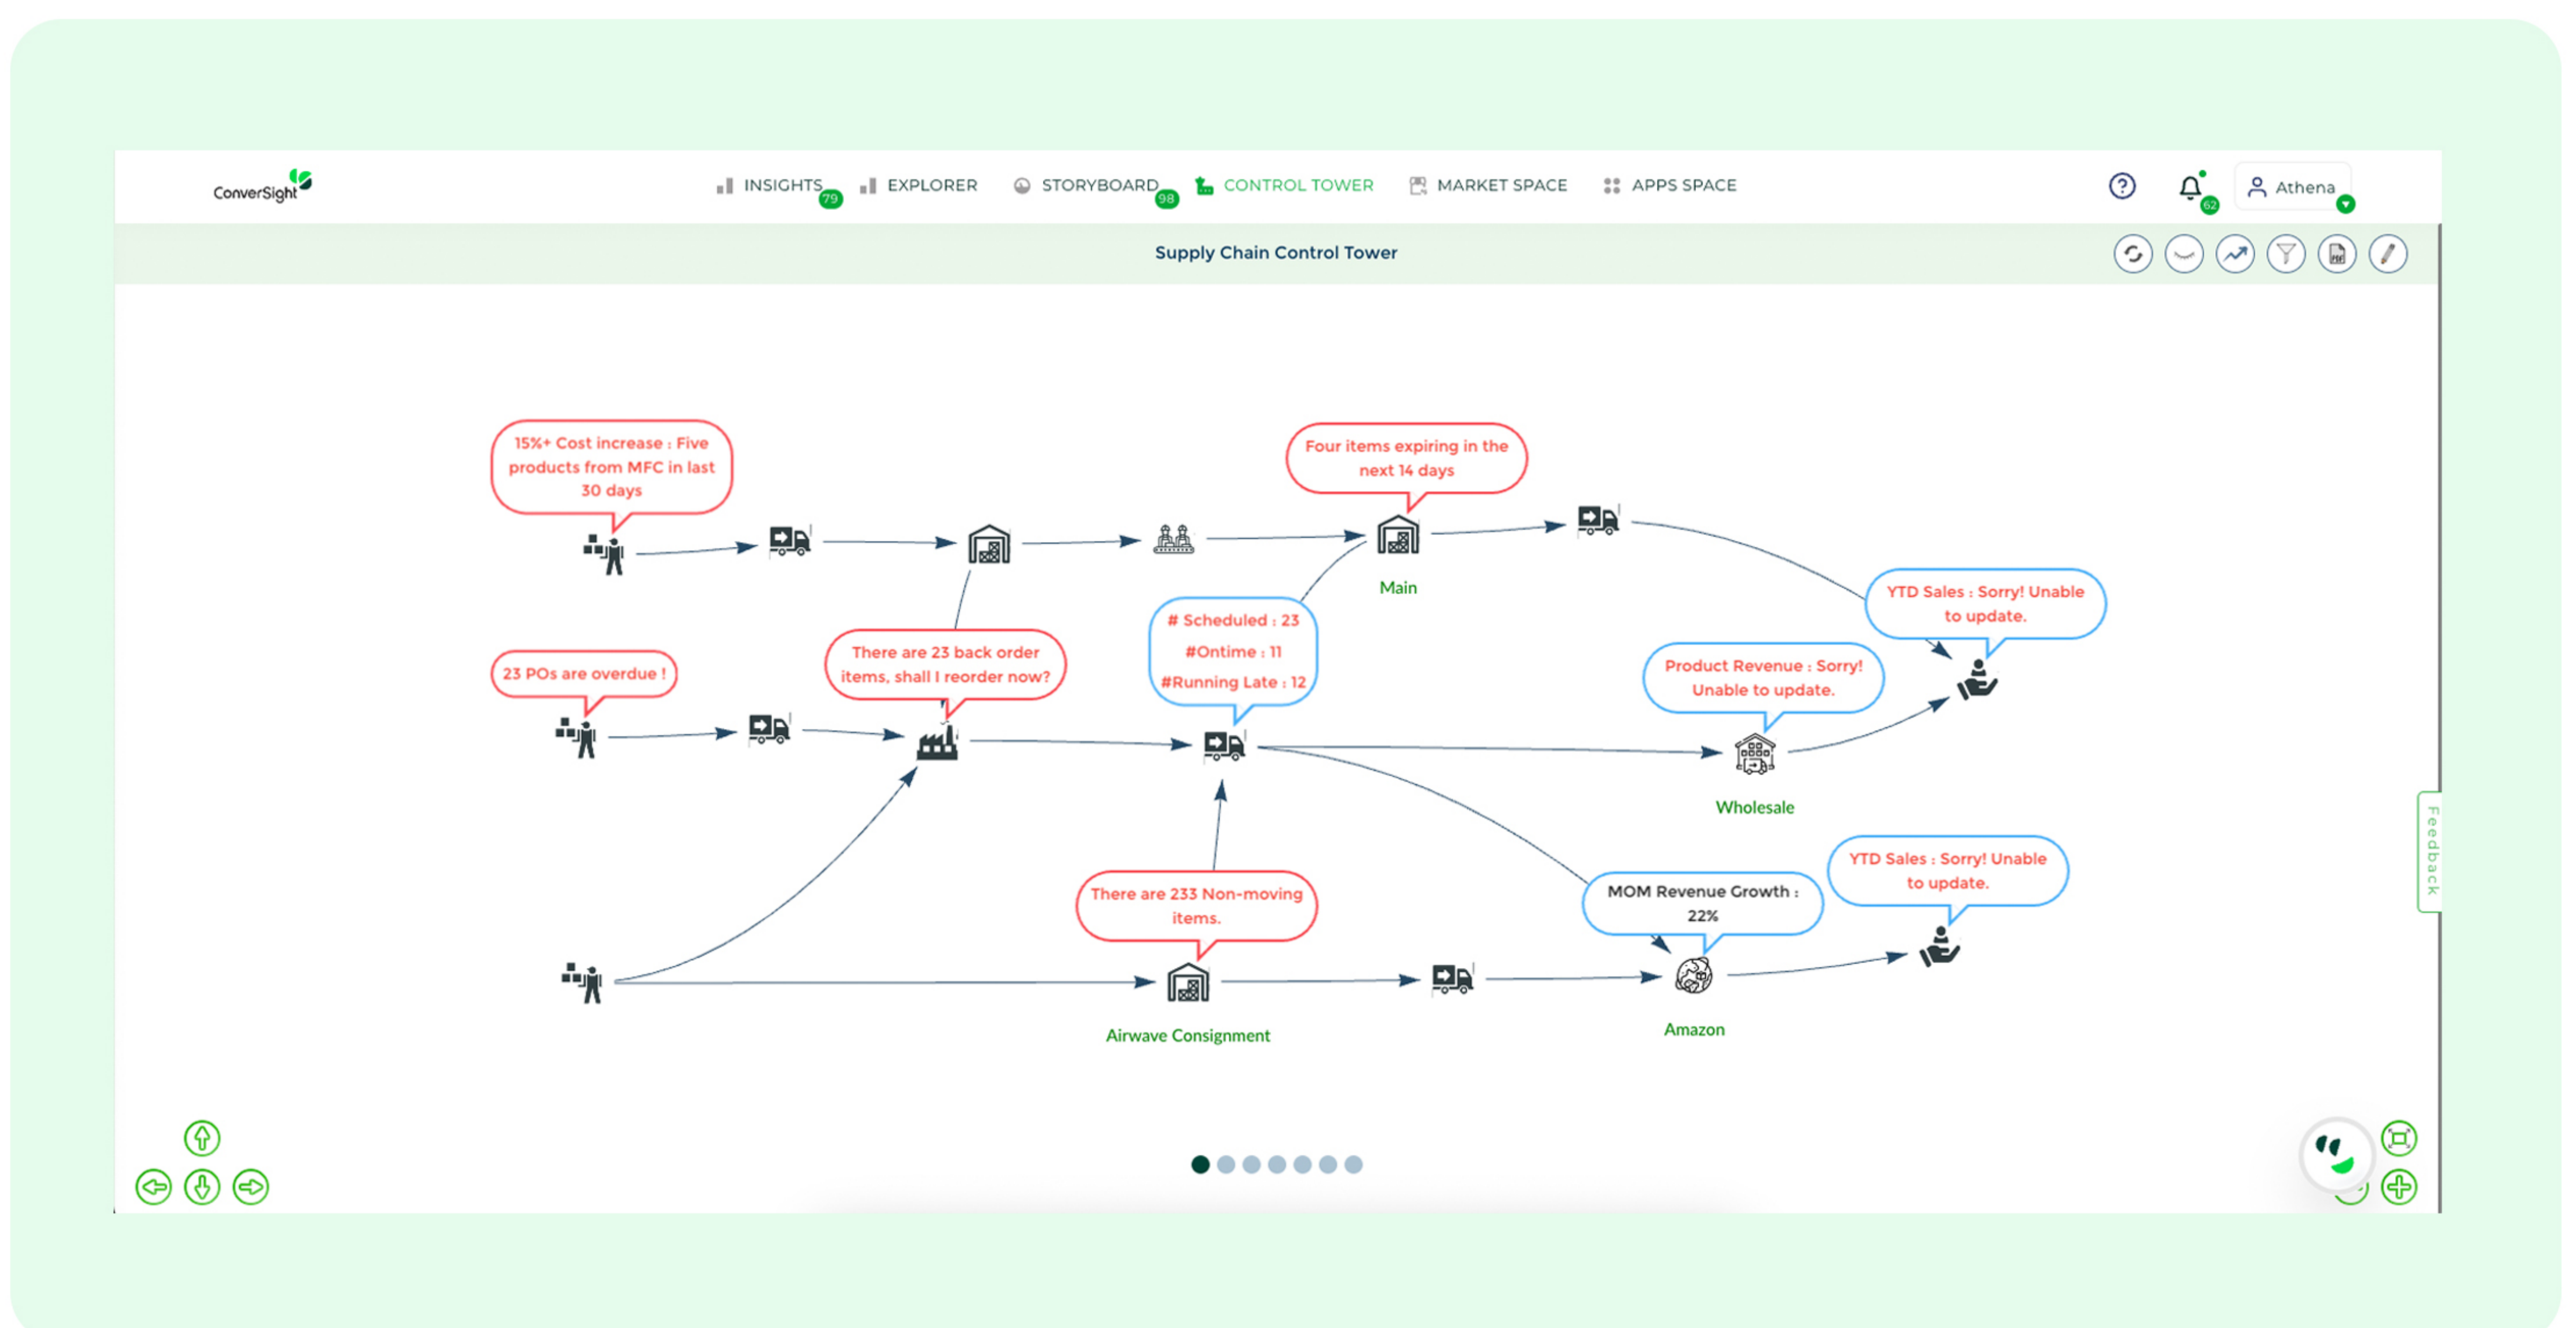 ConverSight
INSIGHTS
79
EXPLORER
STORYBOARD
98
CONTROL TOWER
MARKET SPACE
APPS SPACE
?
62
Athena
Supply Chain Control Tower
PDF
15%+ Cost increase : Five
products from MFC in last
30 days
Four items expiring in the
next 14 days
Main
YTD Sales : Sorry! Unable
to update.
# Scheduled : 23
#Ontime : 11
#Running Late : 12
There are 23 back order
items, shall I reorder now?
23 POs are overdue !
Product Revenue : Sorry!
Unable to update.
Wholesale
Feedback
YTD Sales : Sorry! Unable
to update.
There are 233 Non-moving
items.
MOM Revenue Growth :
22%
Airwave Consignment
Amazon